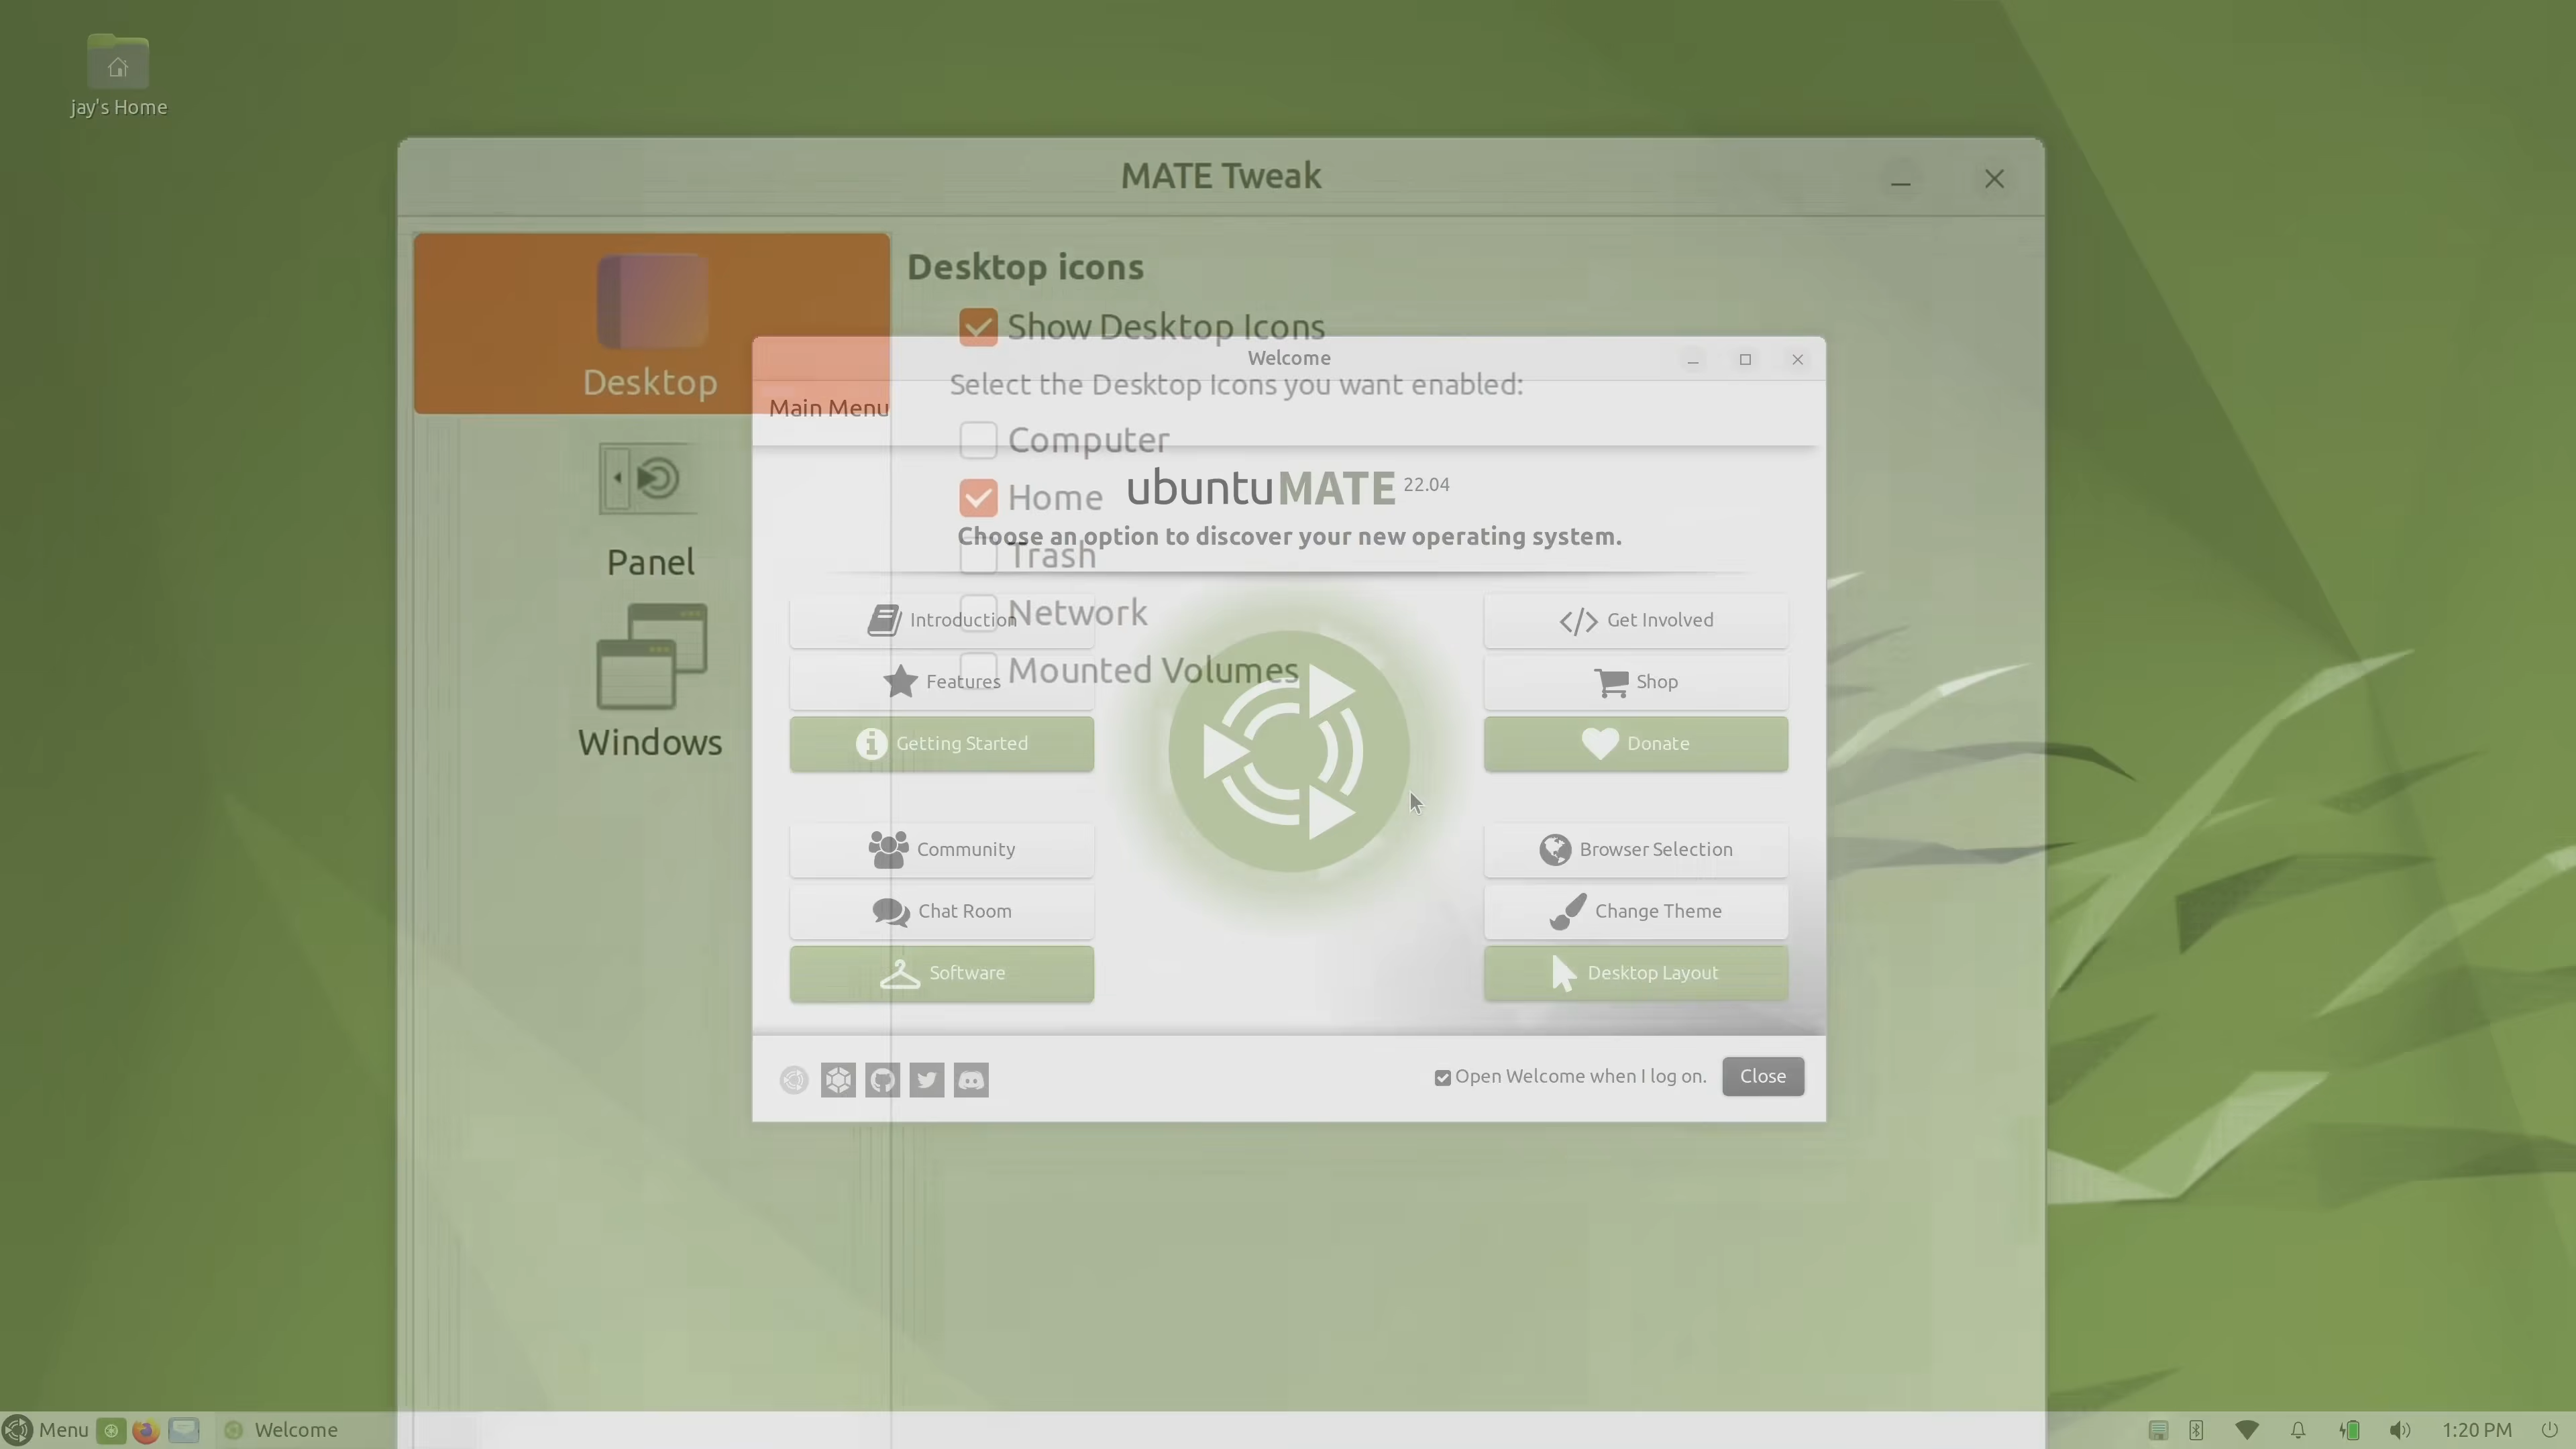 jay's Home
MATE Tweak
Desktop icons
Show Desktop Icons
Welcome
Desktop
Select the Desktop Icons you want enabled:
Main Menu
Computer
ubuntuMATE 22.04
Home
Choose an option to discover your new operating system.
Trash
Panel
Introduction
Network
Get Involved
Features
Mounted Volumes
Shop
Windows
Getting Started
Donate
Community
Browser Selection
Chat Room
Change Theme
Software
Desktop Layout
Open Welcome when I log on.
Close
Menu
Welcome
1:20 PM